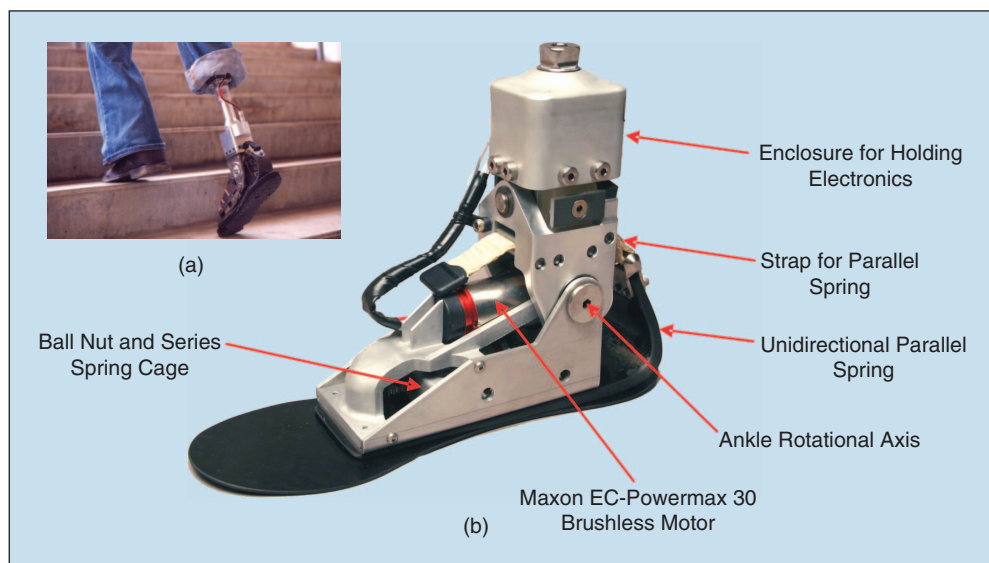 (a)
Enclosure for Holding
Electronics
Strap for Parallel
Spring
Ball Nut and Series
Spring Cage
Unidirectional Parallel
Spring
Ankle Rotational Axis
Maxon EC-Powermax 30
Brushless Motor
(b)